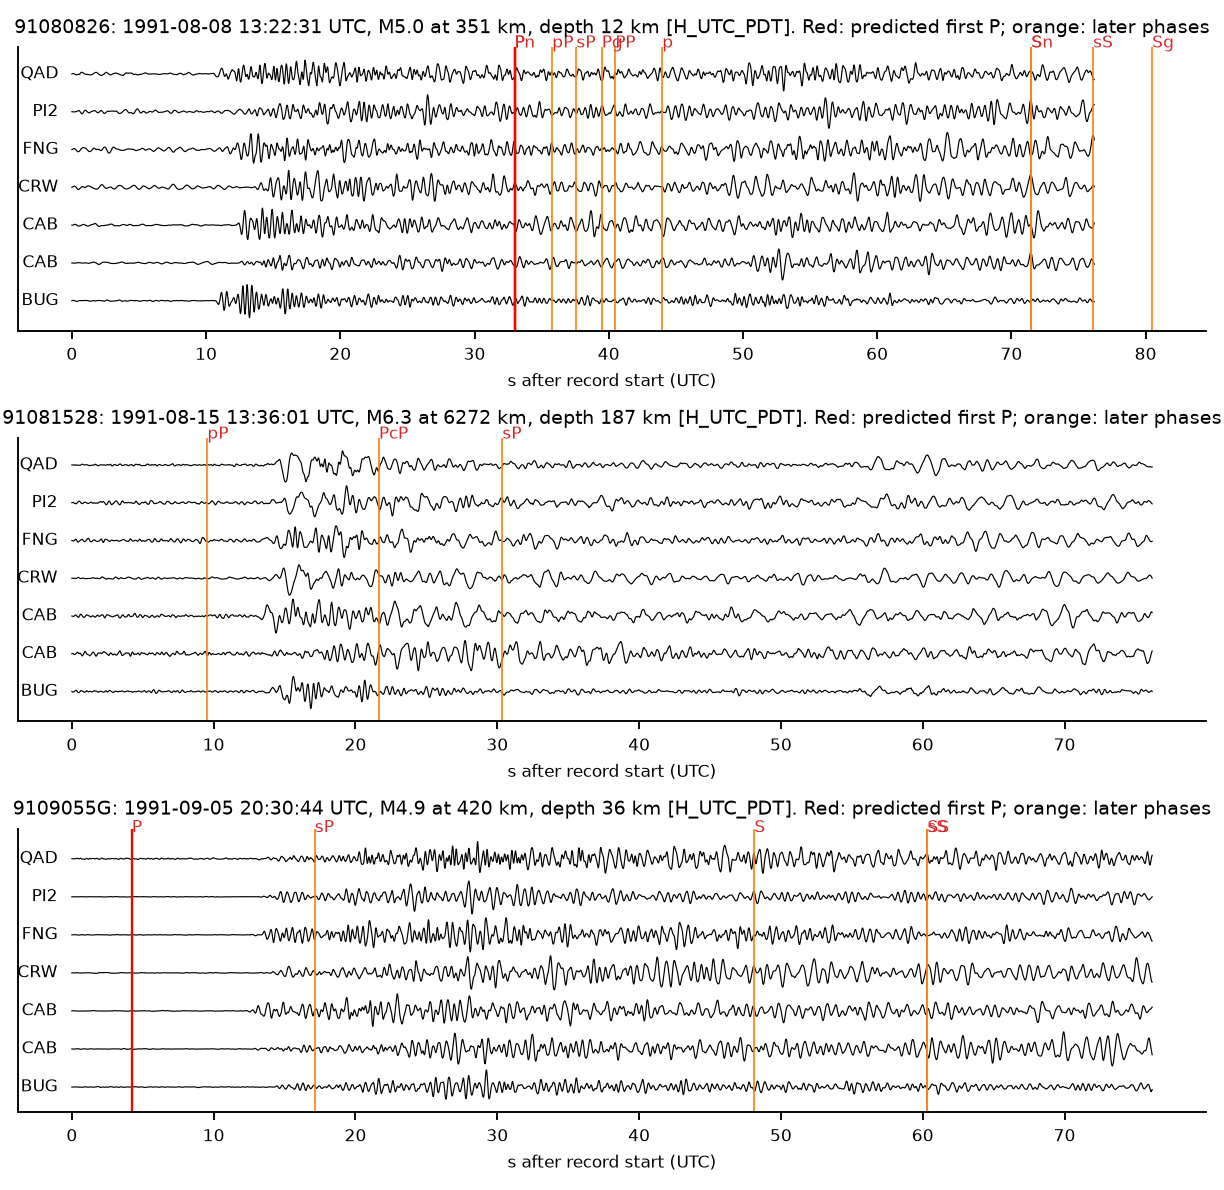 91080826: 1991-08-08 13:22:31 UTC, M5.0 at 351 km, depth 12 km [H_UTC_PDT]. Red: predicted first P; orange: later phases
Pn pP sP Pg PP p Sn sS Sg
QAD
PI2
FNG
CRW
CAB
CAB
BUG
0 10 20 30 40 50 60 70 80
s after record start (UTC)
91081528: 1991-08-15 13:36:01 UTC, M6.3 at 6272 km, depth 187 km [H_UTC_PDT]. Red: predicted first P; orange: later phases
pP PcP sP
QAD
PI2
FNG
CRW
CAB
CAB
BUG
0 10 20 30 40 50 60 70
s after record start (UTC)
9109055G: 1991-09-05 20:30:44 UTC, M4.9 at 420 km, depth 36 km [H_UTC_PDT]. Red: predicted first P; orange: later phases
P sP S
QAD
PI2
FNG
CRW
CAB
CAB
BUG
0 10 20 30 40 50 60 70
s after record start (UTC)